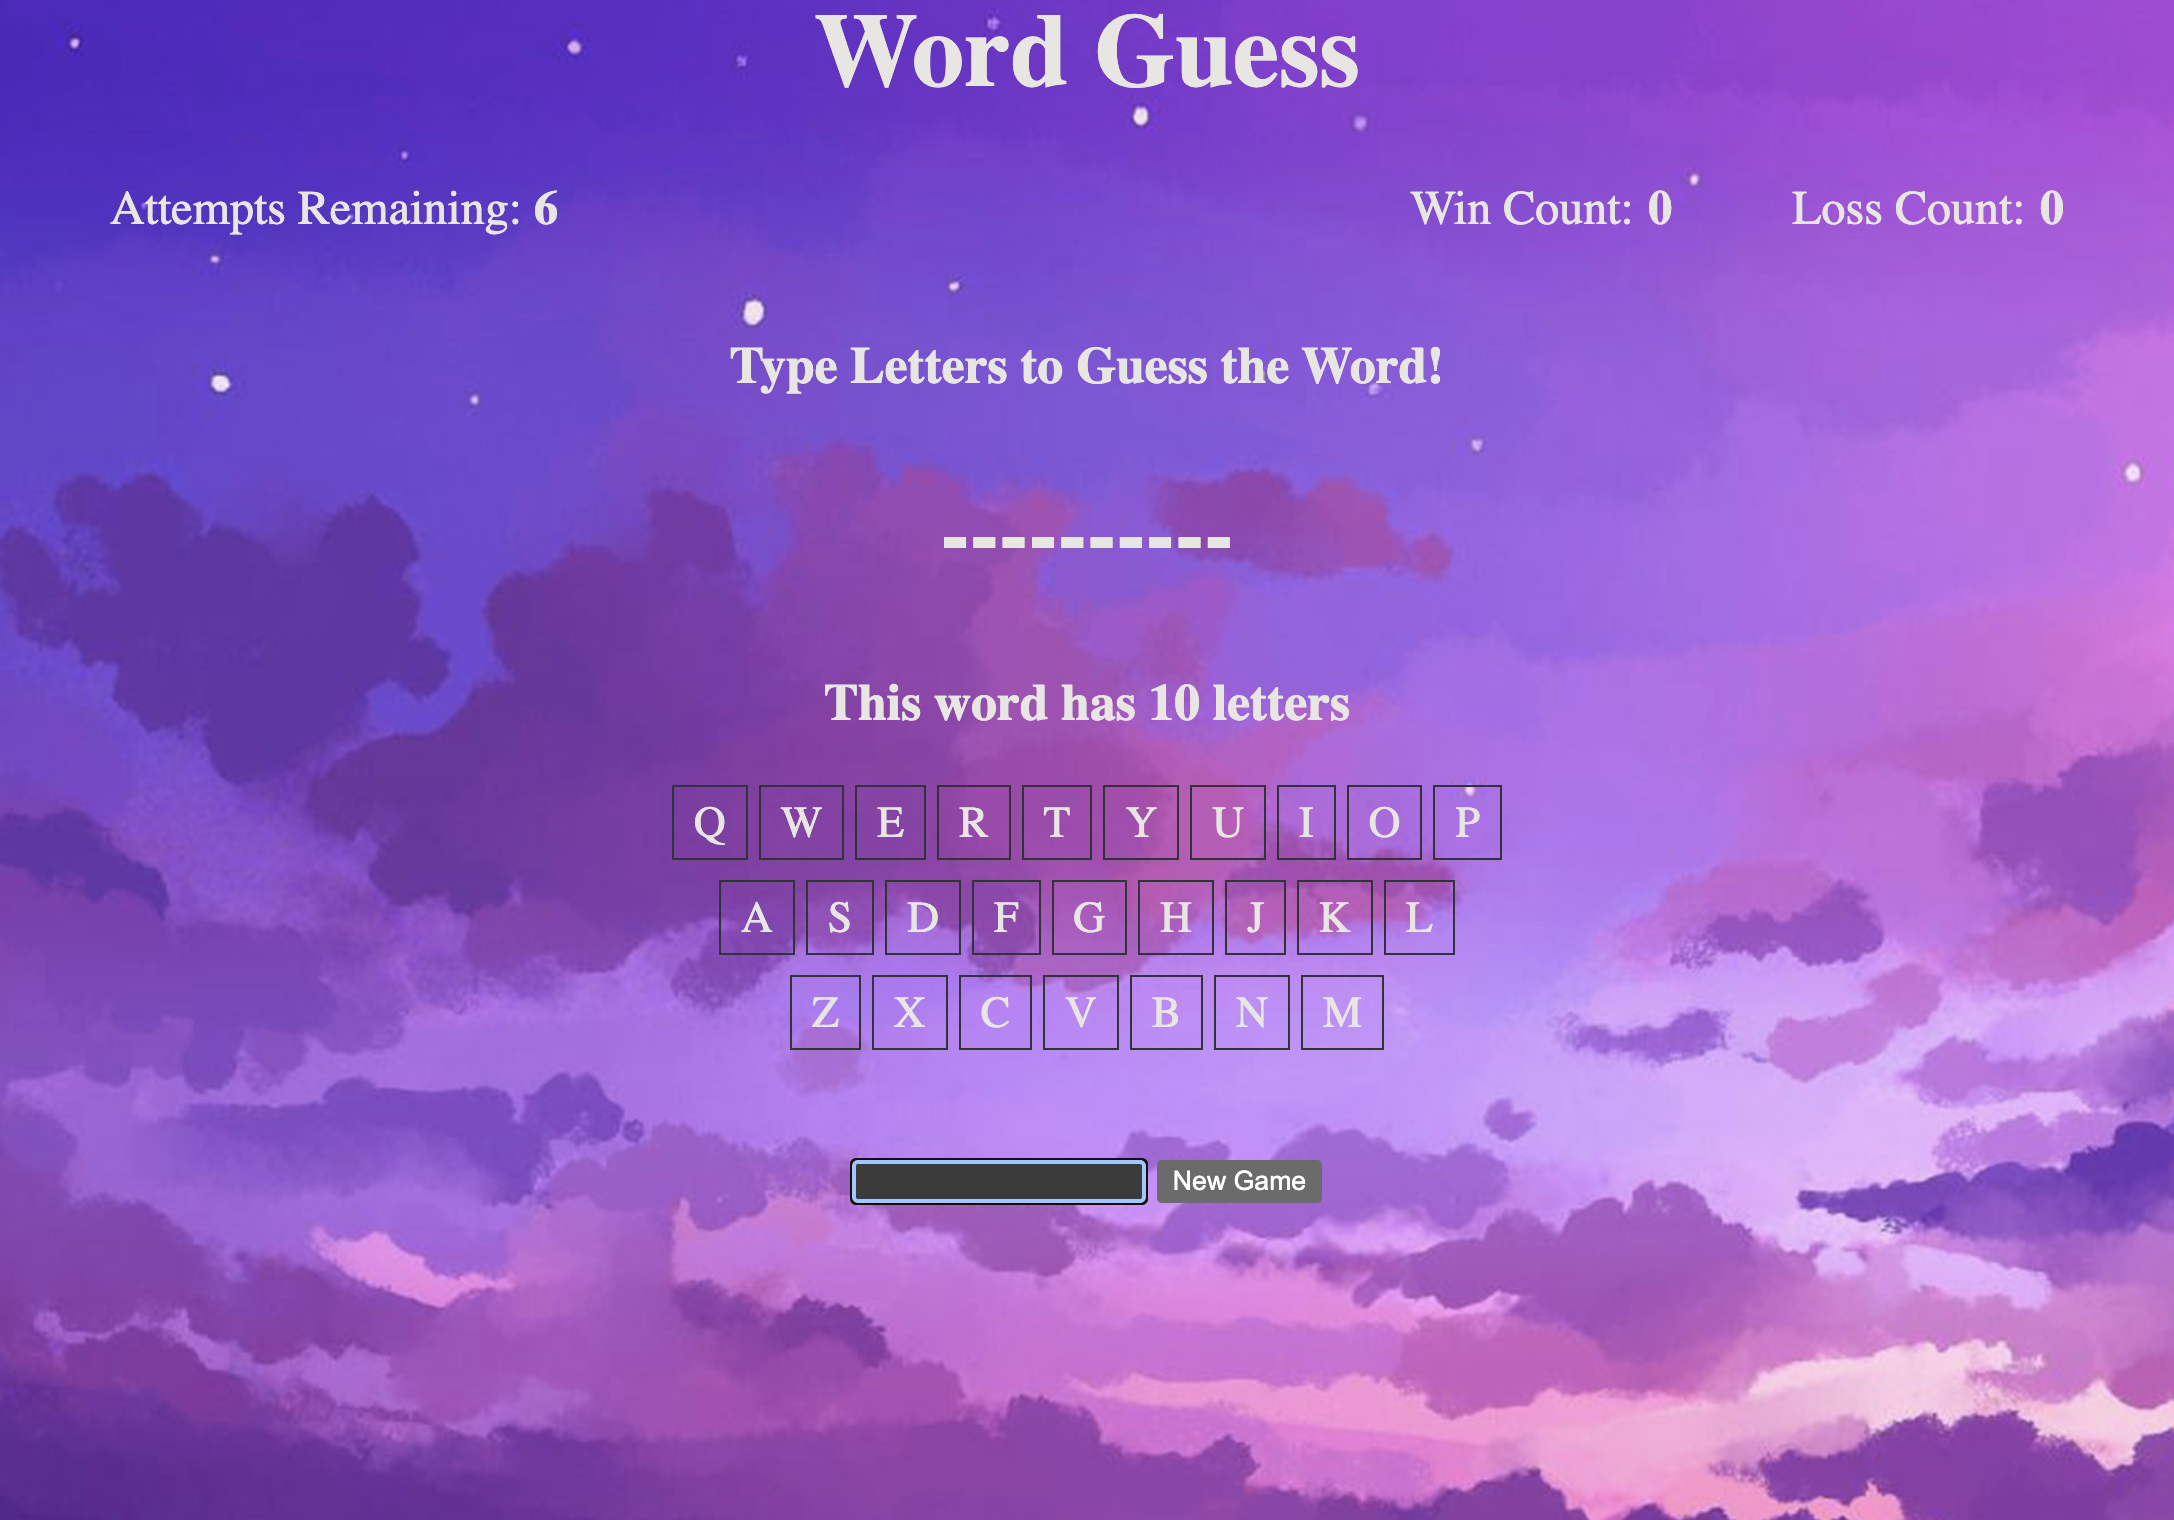 Word Guess
Attempts Remaining: 6 Win Count: 0 Loss Count: 0
Type Letters to Guess the Word!
----------
This word has 10 letters
Q W E R T Y U I O P
A S D F G H J K L
Z X C V B N M
New Game